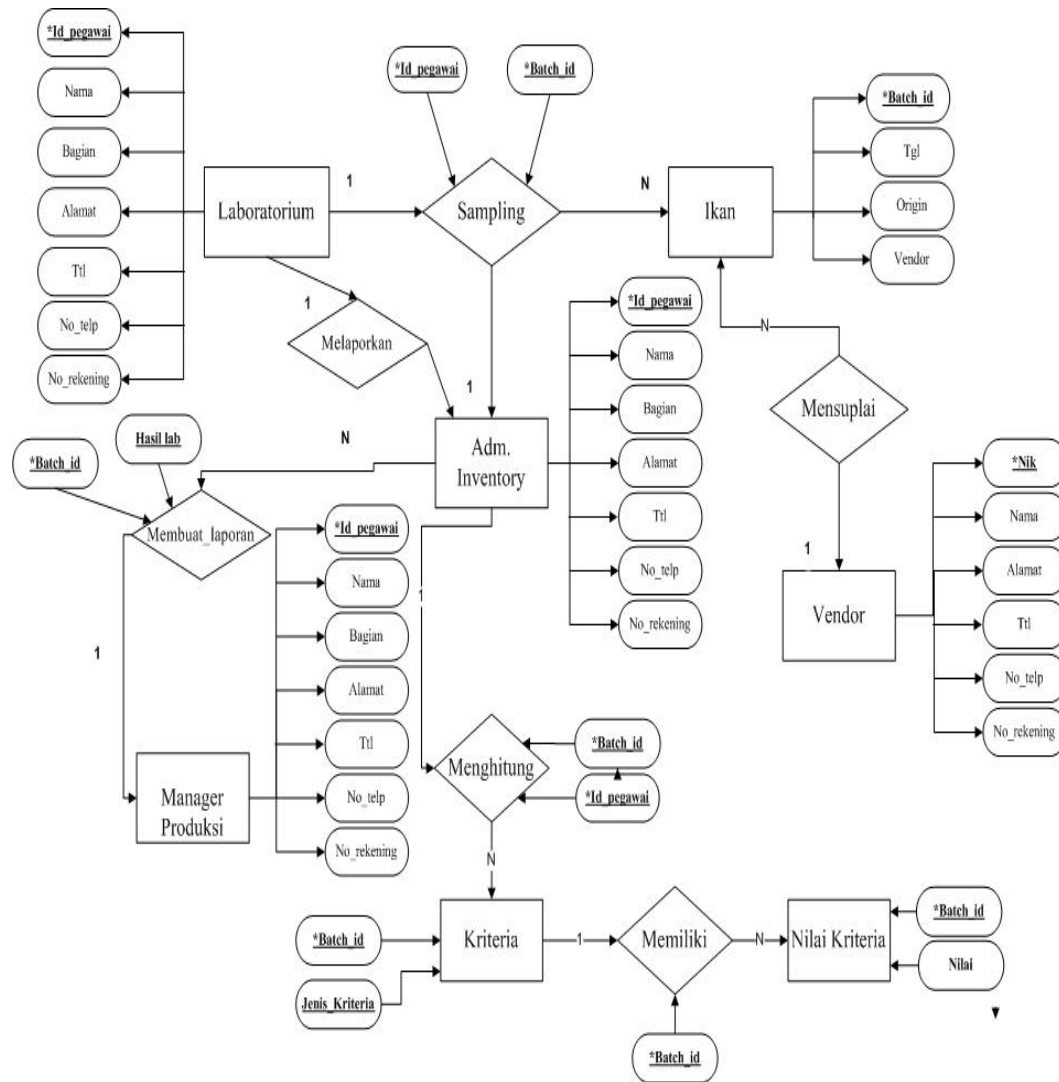 *Id_pegawai
Nama
Bagian
Alamat
Ttl
No_telp
No_rekening
Laboratorium
1
*Id_pegawai
*Batch_id
Sampling
N
Ikan
*Batch_id
Tgl
Origin
Vendor
1
Melaporkan
1
N
Mensuplai
1
Vendor
*Nik
Nama
Alamat
Ttl
No_telp
No_rekening
Adm.
Inventory
*Id_pegawai
Nama
Bagian
Alamat
Ttl
No_telp
No_rekening
N
Hasil lab
*Batch_id
Membuat_laporan
1
Manager
Produksi
*Id_pegawai
Nama
Bagian
Alamat
Ttl
No_telp
No_rekening
1
Menghitung
*Batch_id
*Id_pegawai
N
*Batch_id
Jenis_Kriteria
Kriteria
1
Memiliki
*Batch_id
N
Nilai Kriteria
*Batch_id
Nilai